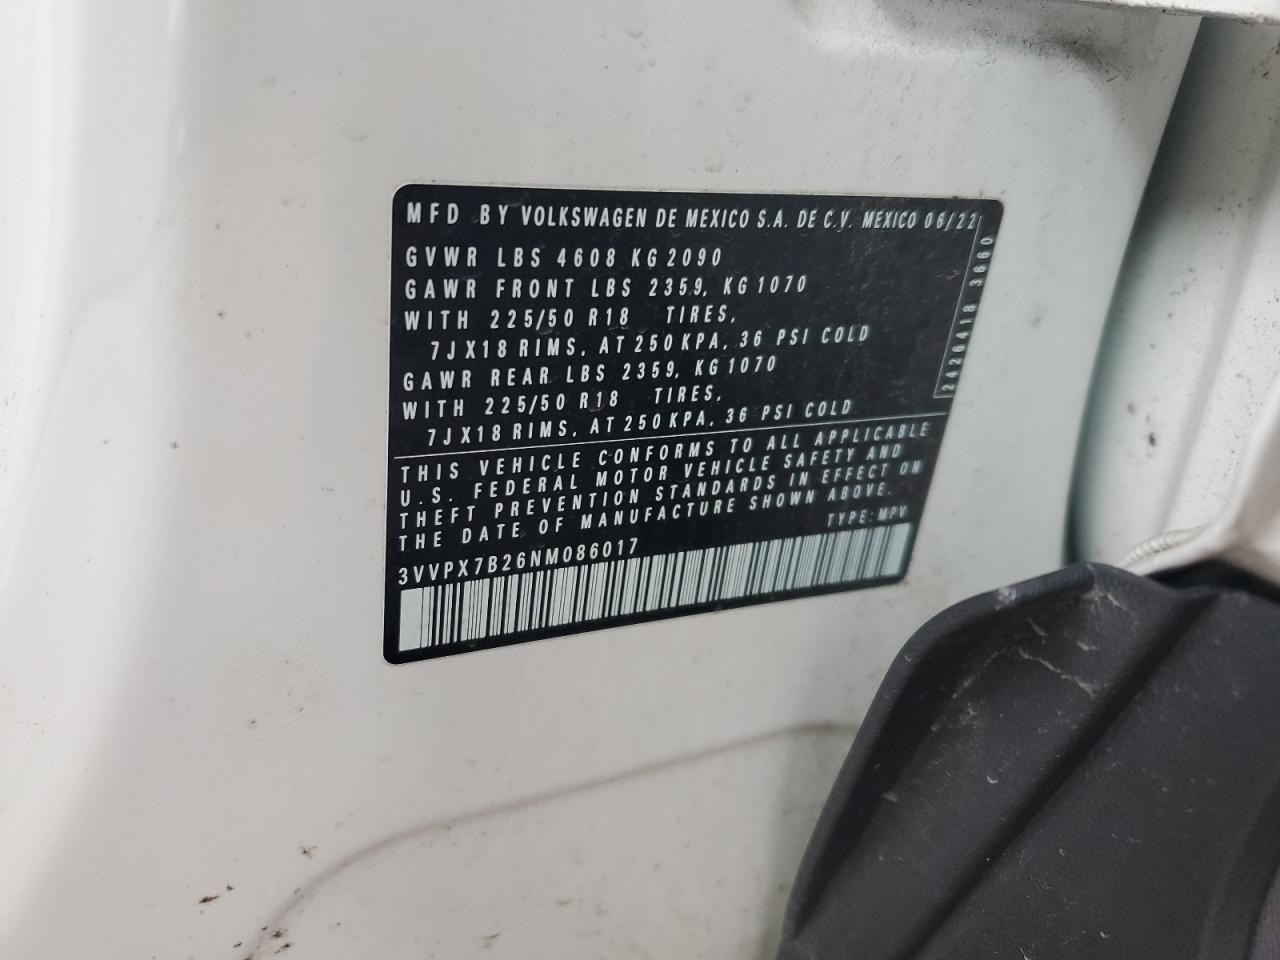 MFD BY VOLKSWAGEN DE MEXICO S.A. DE C.V. MEXICO 06/22
GVWR LBS 4608 KG 2090
GAWR FRONT LBS 2359, KG 1070
WITH 225/50 R18 TIRES,
7JX18 RIMS, AT 250 KPA, 36 PSI COLD
GAWR REAR LBS 2359, KG 1070
WITH 225/50 R18 TIRES,
7JX18 RIMS, AT 250 KPA, 36 PSI COLD
2426418 3660
THIS VEHICLE CONFORMS TO ALL APPLICABLE
U.S. FEDERAL MOTOR VEHICLE SAFETY AND
THEFT PREVENTION STANDARDS IN EFFECT ON
THE DATE OF MANUFACTURE SHOWN ABOVE.
TYPE: MPV
3VVPX7B26NM086017